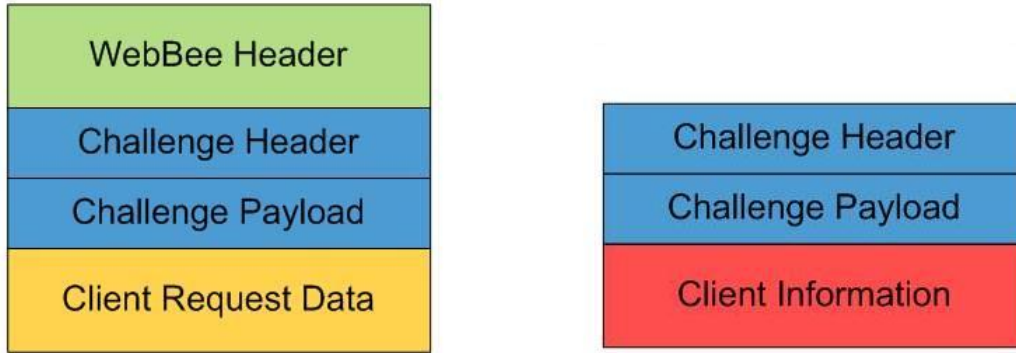 WebBee Header
Challenge Header
Challenge Payload
Client Request Data
Challenge Header
Challenge Payload
Client Information